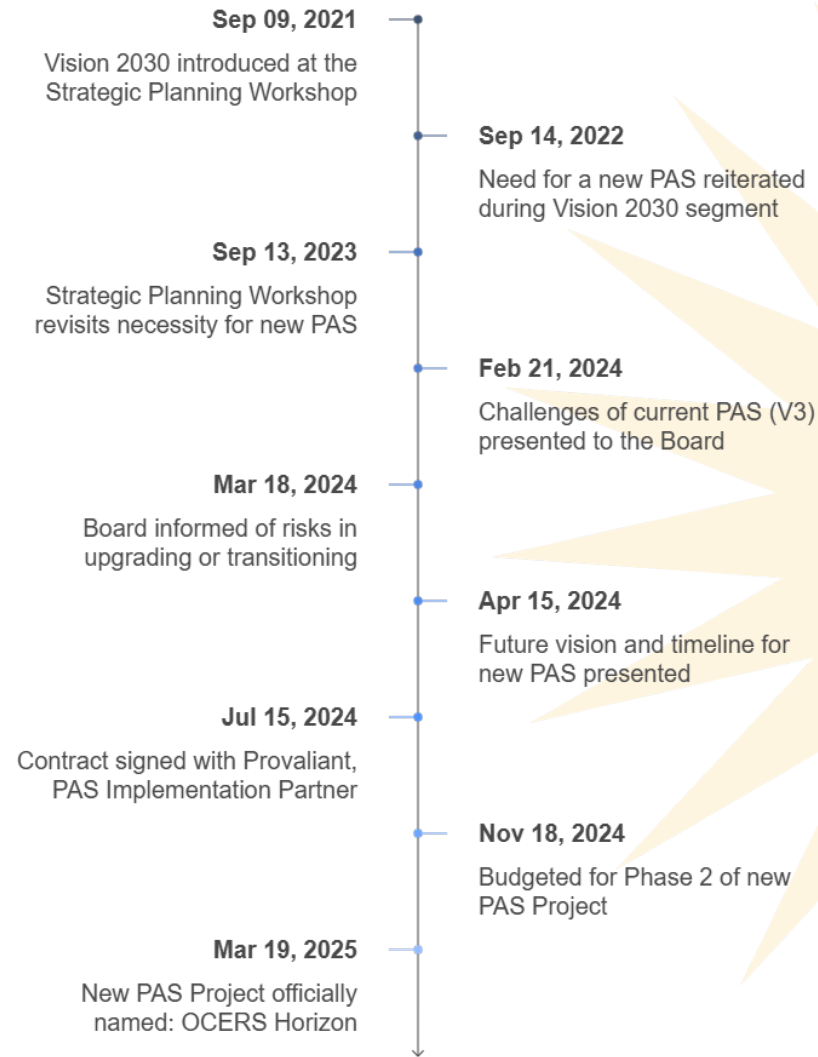 Sep 09, 2021
Vision 2030 introduced at the
Strategic Planning Workshop
Sep 14, 2022
Need for a new PAS reiterated
during Vision 2030 segment
Sep 13, 2023
Strategic Planning Workshop
revisits necessity for new PAS
Feb 21, 2024
Challenges of current PAS (V3)
presented to the Board
Mar 18, 2024
Board informed of risks in
upgrading or transitioning
Apr 15, 2024
Future vision and timeline for
new PAS presented
Jul 15, 2024
Contract signed with Provaliant,
PAS Implementation Partner
Nov 18, 2024
Budgeted for Phase 2 of new
PAS Project
Mar 19, 2025
New PAS Project officially
named: OCERS Horizon